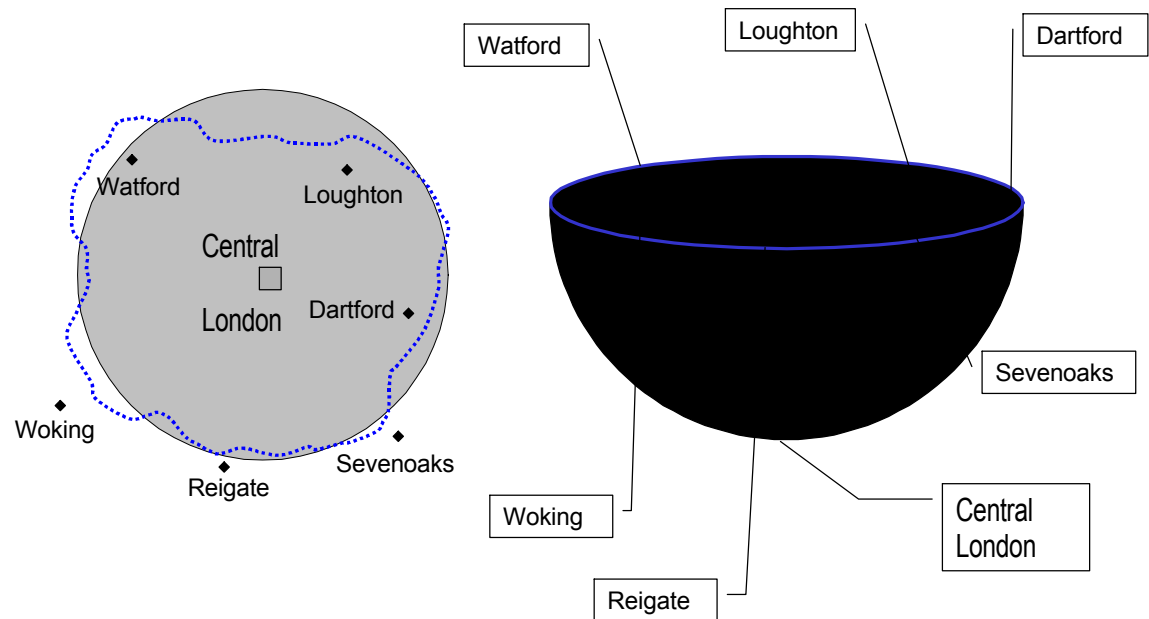 Watford
Loughton
Central
London
Dartford
Woking
Reigate
Sevenoaks
Watford
Loughton
Dartford
Sevenoaks
Woking
Central
London
Reigate